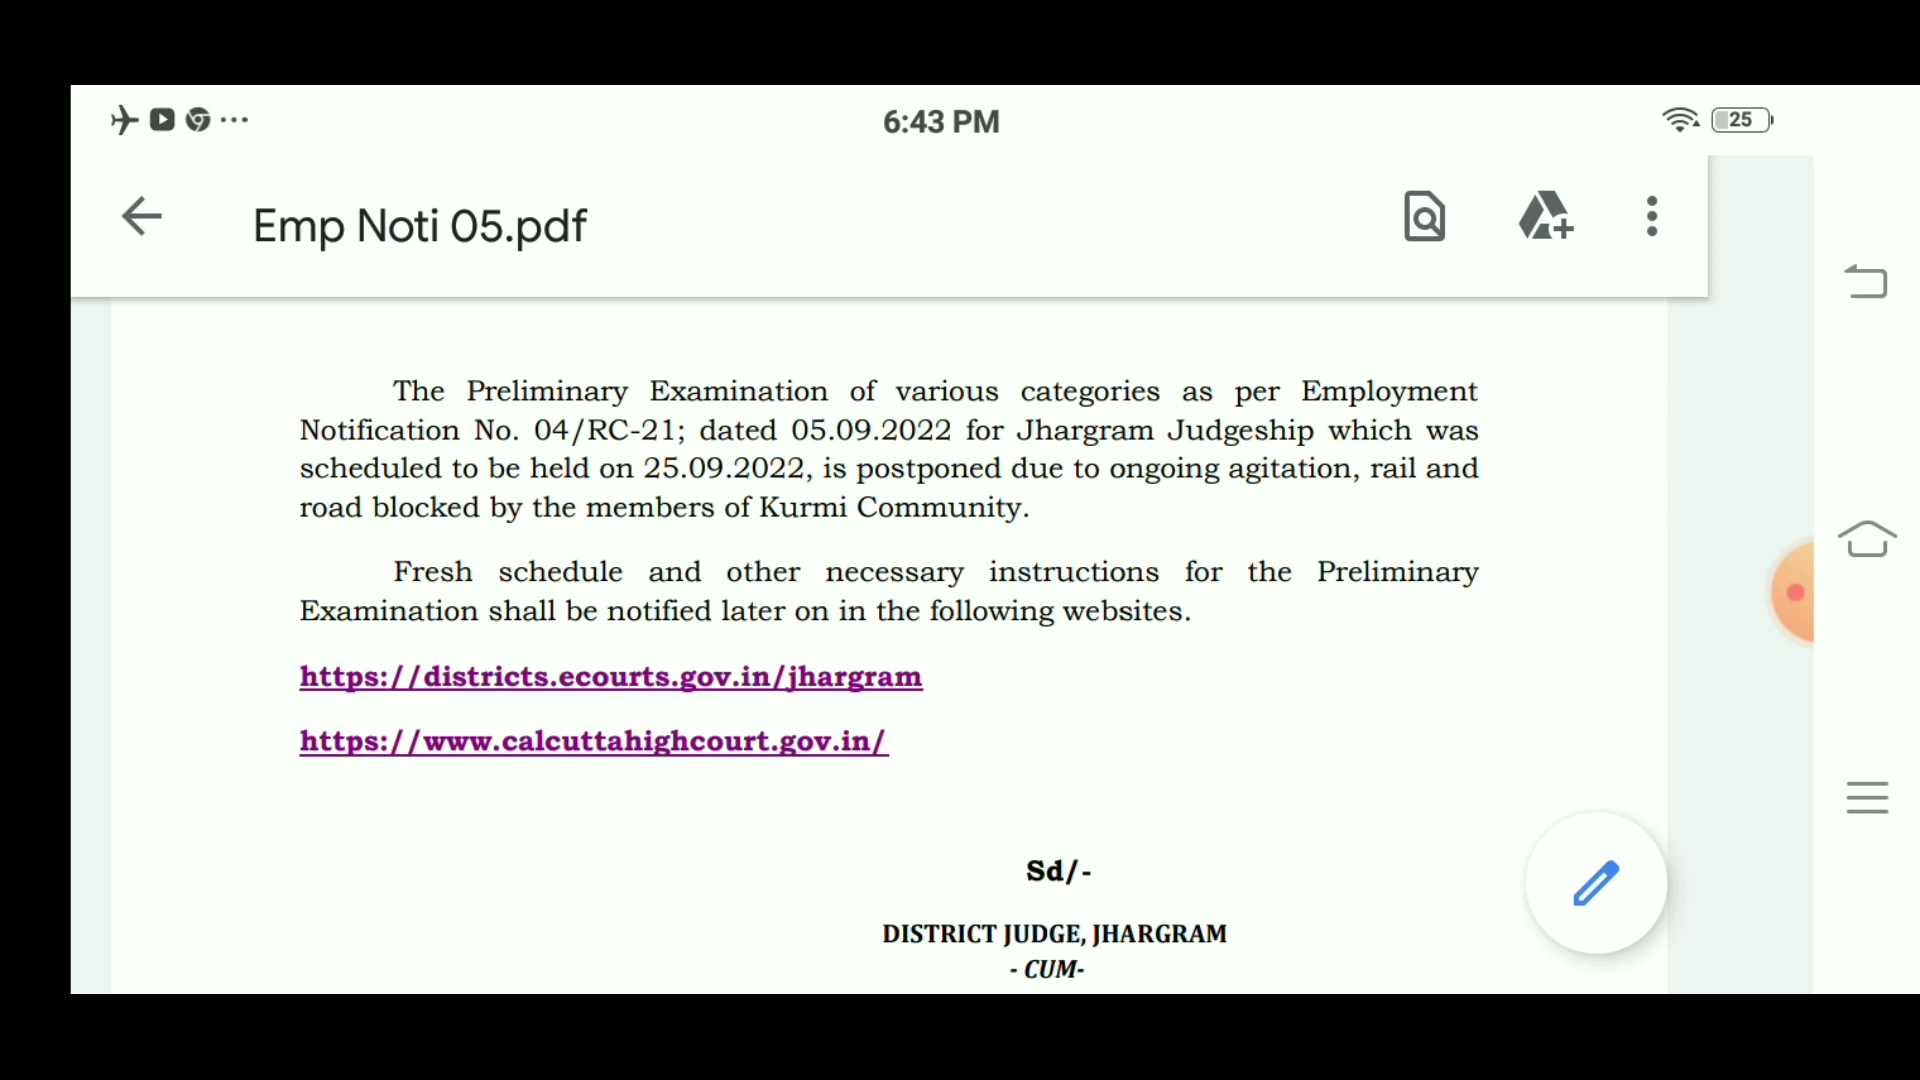 6:43 PM
25
Emp Noti 05.pdf
The Preliminary Examination of various categories as per Employment
Notification No. 04/RC-21; dated 05.09.2022 for Jhargram Judgeship which was
scheduled to be held on 25.09.2022, is postponed due to ongoing agitation, rail and
road blocked by the members of Kurmi Community.
Fresh schedule and other necessary instructions for the Preliminary
Examination shall be notified later on in the following websites.
https://districts.ecourts.gov.in/jhargram
https://www.calcuttahighcourt.gov.in/
Sd/-
DISTRICT JUDGE, JHARGRAM
- CUM-